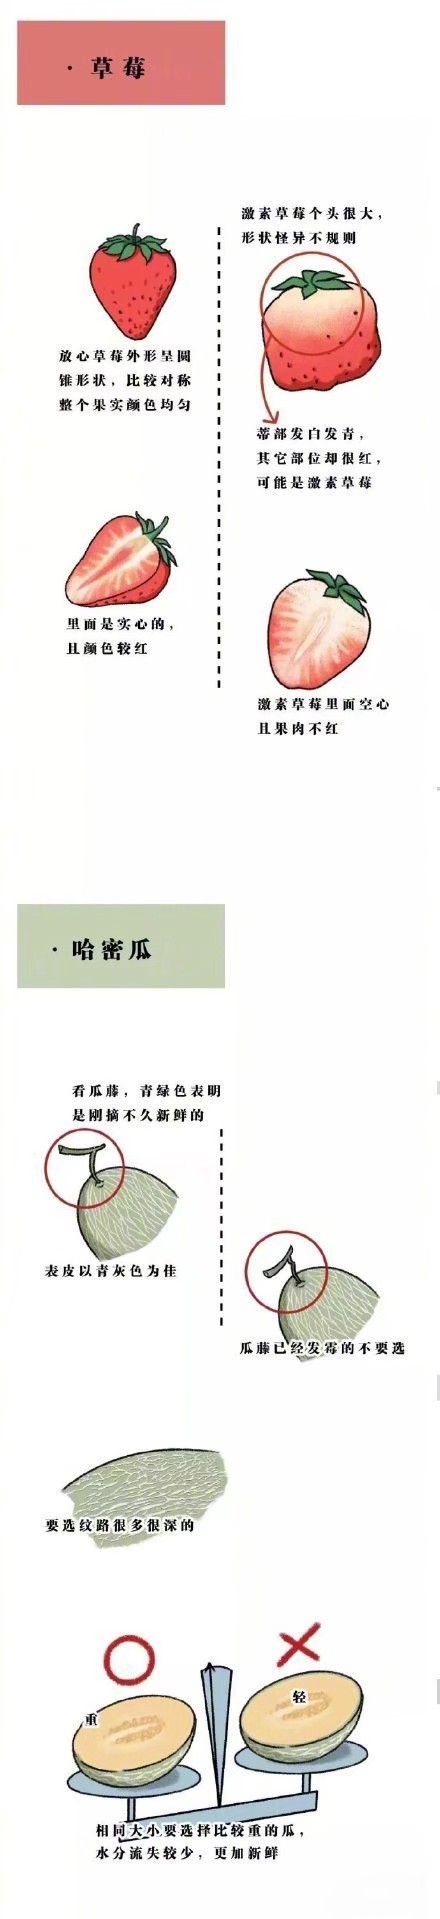 · 草莓
激素草莓个头很大，
形状怪异不规则
放心草莓外形呈圆
锥形状，比较对称
整个果实颜色均匀
蒂部发白发青，
其它部位却很红，
可能是激素草莓
里面是实心的，
且颜色较红
激素草莓里面空心
且果肉不红
· 哈密瓜
看瓜藤，青绿色表明
是刚摘不久新鲜的
表皮以青灰色为佳
瓜藤已经发霉的不要选
要选纹路很多很深的
重
轻
相同大小要选择比较重的瓜，
水分流失较少，更加新鲜